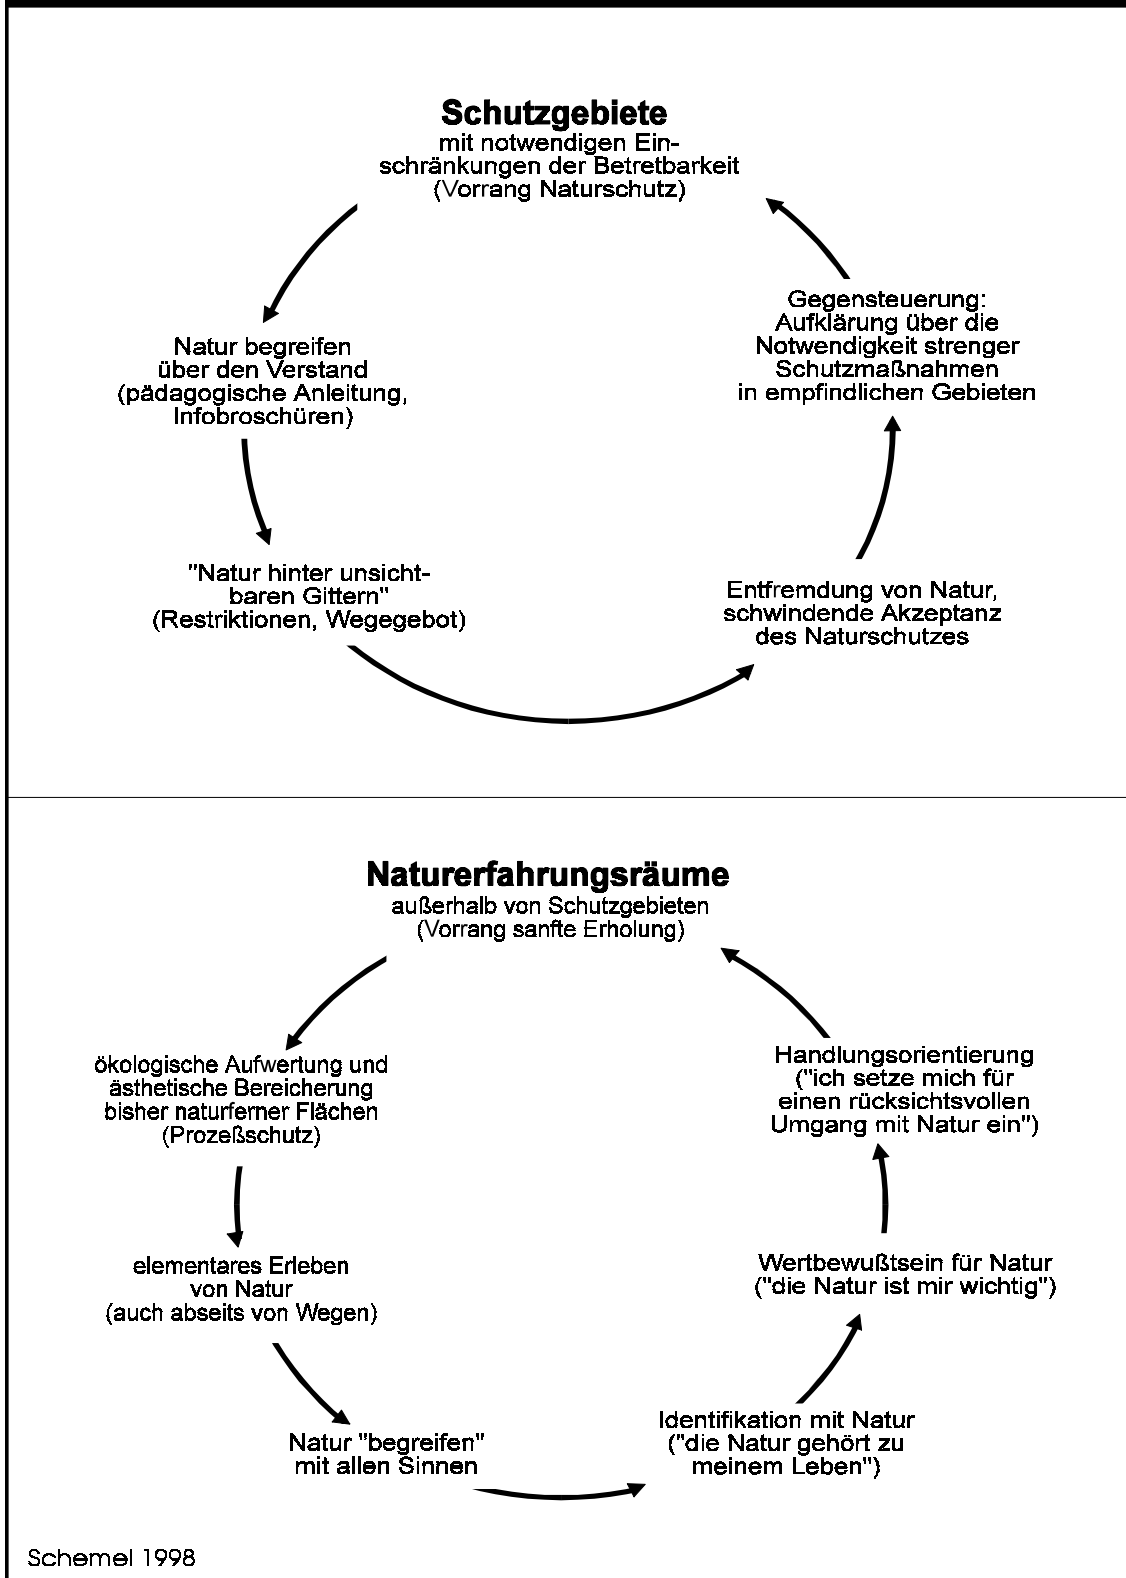 Schutzgebiete
mit notwendigen Ein-
schränkungen der Betretbarkeit
(Vorrang Naturschutz)
Natur begreifen
über den Verstand
(pädagogische Anleitung,
Infobroschüren)
"Natur hinter unsicht-
baren Gittern"
(Restriktionen, Wegegebot)
Entfremdung von Natur,
schwindende Akzeptanz
des Naturschutzes
Gegensteuerung:
Aufklärung über die
Notwendigkeit strenger
Schutzmaßnahmen
in empfindlichen Gebieten
Naturerfahrungsräume
außerhalb von Schutzgebieten
(Vorrang sanfte Erholung)
ökologische Aufwertung und
ästhetische Bereicherung
bisher naturferner Flächen
(Prozeßschutz)
elementares Erleben
von Natur
(auch abseits von Wegen)
Natur "begreifen"
mit allen Sinnen
Identifikation mit Natur
("die Natur gehört zu
meinem Leben")
Wertbewußtsein für Natur
("die Natur ist mir wichtig")
Handlungsorientierung
("ich setze mich für
einen rücksichtsvollen
Umgang mit Natur ein")
Schemel 1998